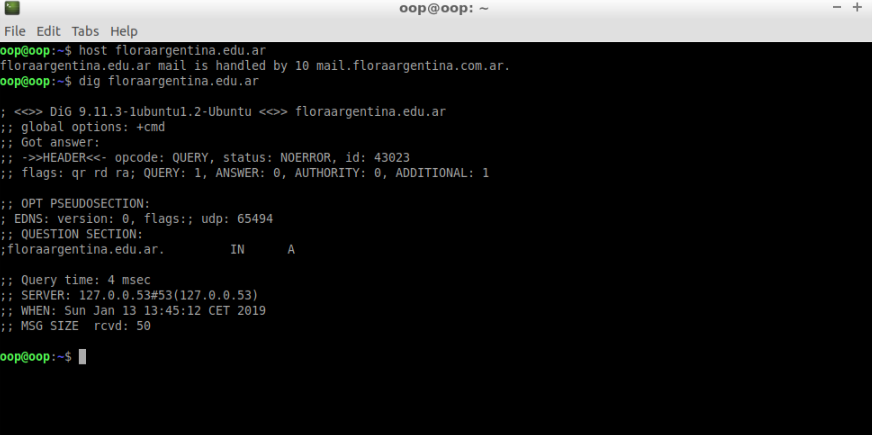 oop@oop: ~
File Edit Tabs Help
oop@oop:~$ host floraargentina.edu.ar
floraargentina.edu.ar mail is handled by 10 mail.floraargentina.com.ar.
oop@oop:~$ dig floraargentina.edu.ar
; <<>> DiG 9.11.3-1ubuntu1.2-Ubuntu <<>> floraargentina.edu.ar
;; global options: +cmd
;; Got answer:
;; ->>HEADER<<- opcode: QUERY, status: NOERROR, id: 43023
;; flags: qr rd ra; QUERY: 1, ANSWER: 0, AUTHORITY: 0, ADDITIONAL: 1
;; OPT PSEUDOSECTION:
; EDNS: version: 0, flags:; udp: 65494
;; QUESTION SECTION:
;floraargentina.edu.ar. IN A
;; Query time: 4 msec
;; SERVER: 127.0.0.53#53(127.0.0.53)
;; WHEN: Sun Jan 13 13:45:12 CET 2019
;; MSG SIZE rcvd: 50
oop@oop:~$